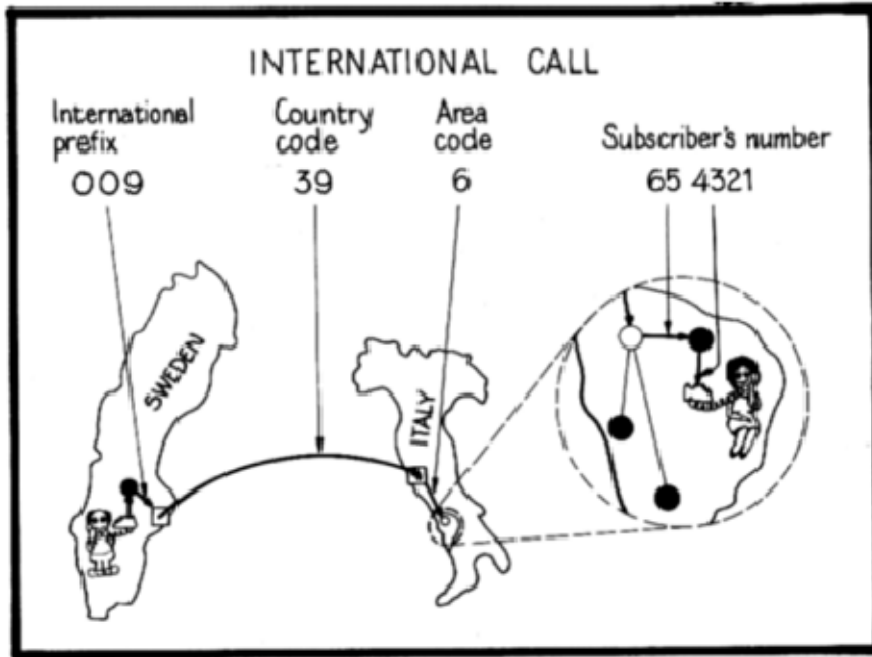 INTERNATIONAL CALL
International prefix
009
Country code
39
Area code
6
Subscriber's number
65 4321
SWEDEN
ITALY